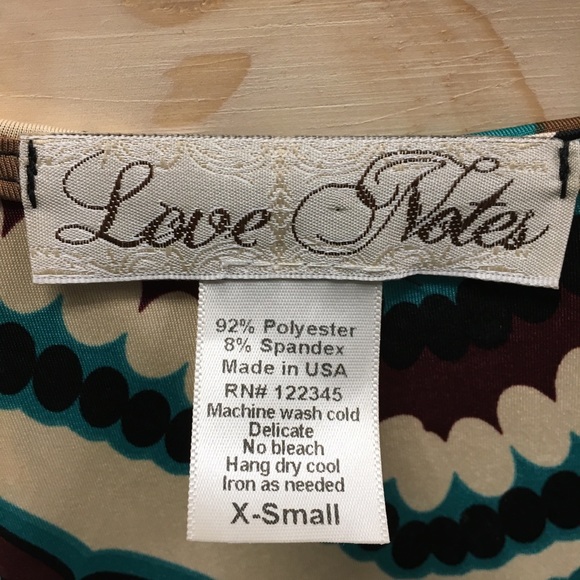 Love Notes
92% Polyester
8% Spandex
Made in USA
RN# 122345
Machine wash cold
Delicate
No bleach
Hang dry cool
Iron as needed
X-Small